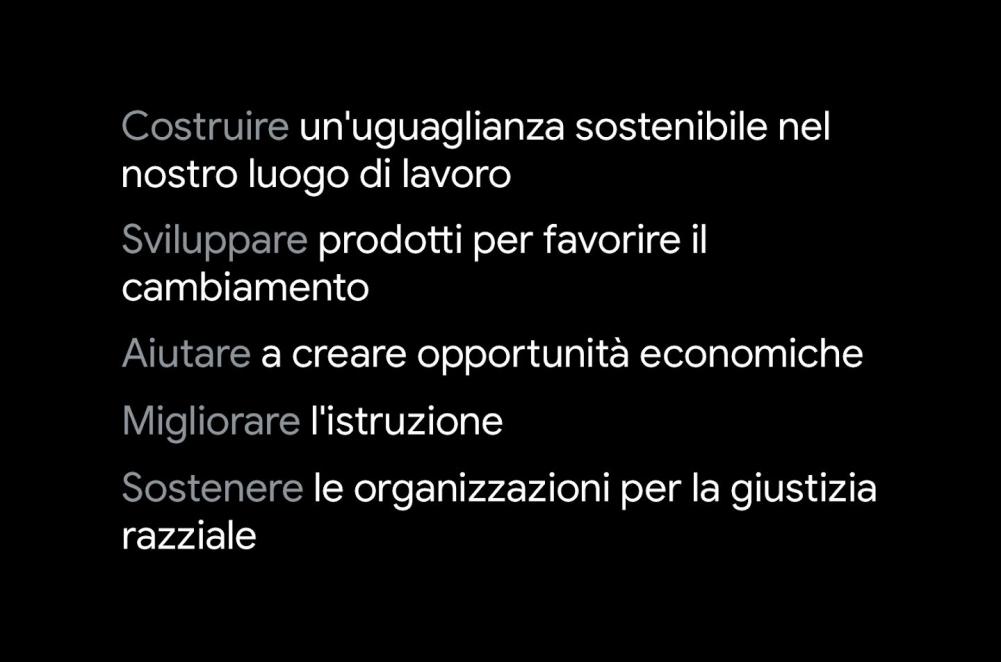 Costruire un'uguaglianza sostenibile nel
nostro luogo di lavoro
Sviluppare prodotti per favorire il
cambiamento
Aiutare a creare opportunità economiche
Migliorare l'istruzione
Sostenere le organizzazioni per la giustizia
razziale